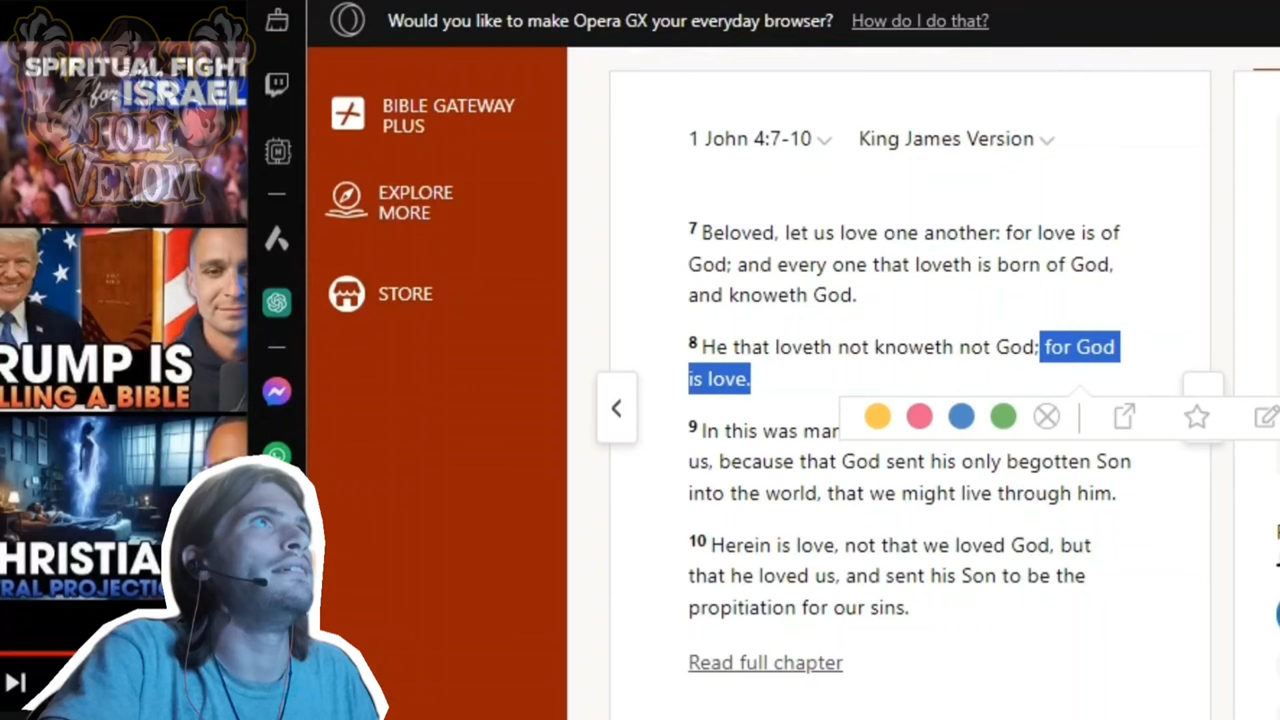 Would you like to make Opera GX your everyday browser? How do I do that?
SPIRITUAL FIGHT
for ISRAEL
HOLY
VENOM
RUMP IS
LLING A BIBLE
HRISTIA
RAL PROJECTI
BIBLE GATEWAY
PLUS
EXPLORE
MORE
STORE
1 John 4:7-10 King James Version
7 Beloved, let us love one another: for love is of
God; and every one that loveth is born of God,
and knoweth God.
8 He that loveth not knoweth not God; for God
is love.
9 In this was mar
us, because that God sent his only begotten Son
into the world, that we might live through him.
10 Herein is love, not that we loved God, but
that he loved us, and sent his Son to be the
propitiation for our sins.
Read full chapter